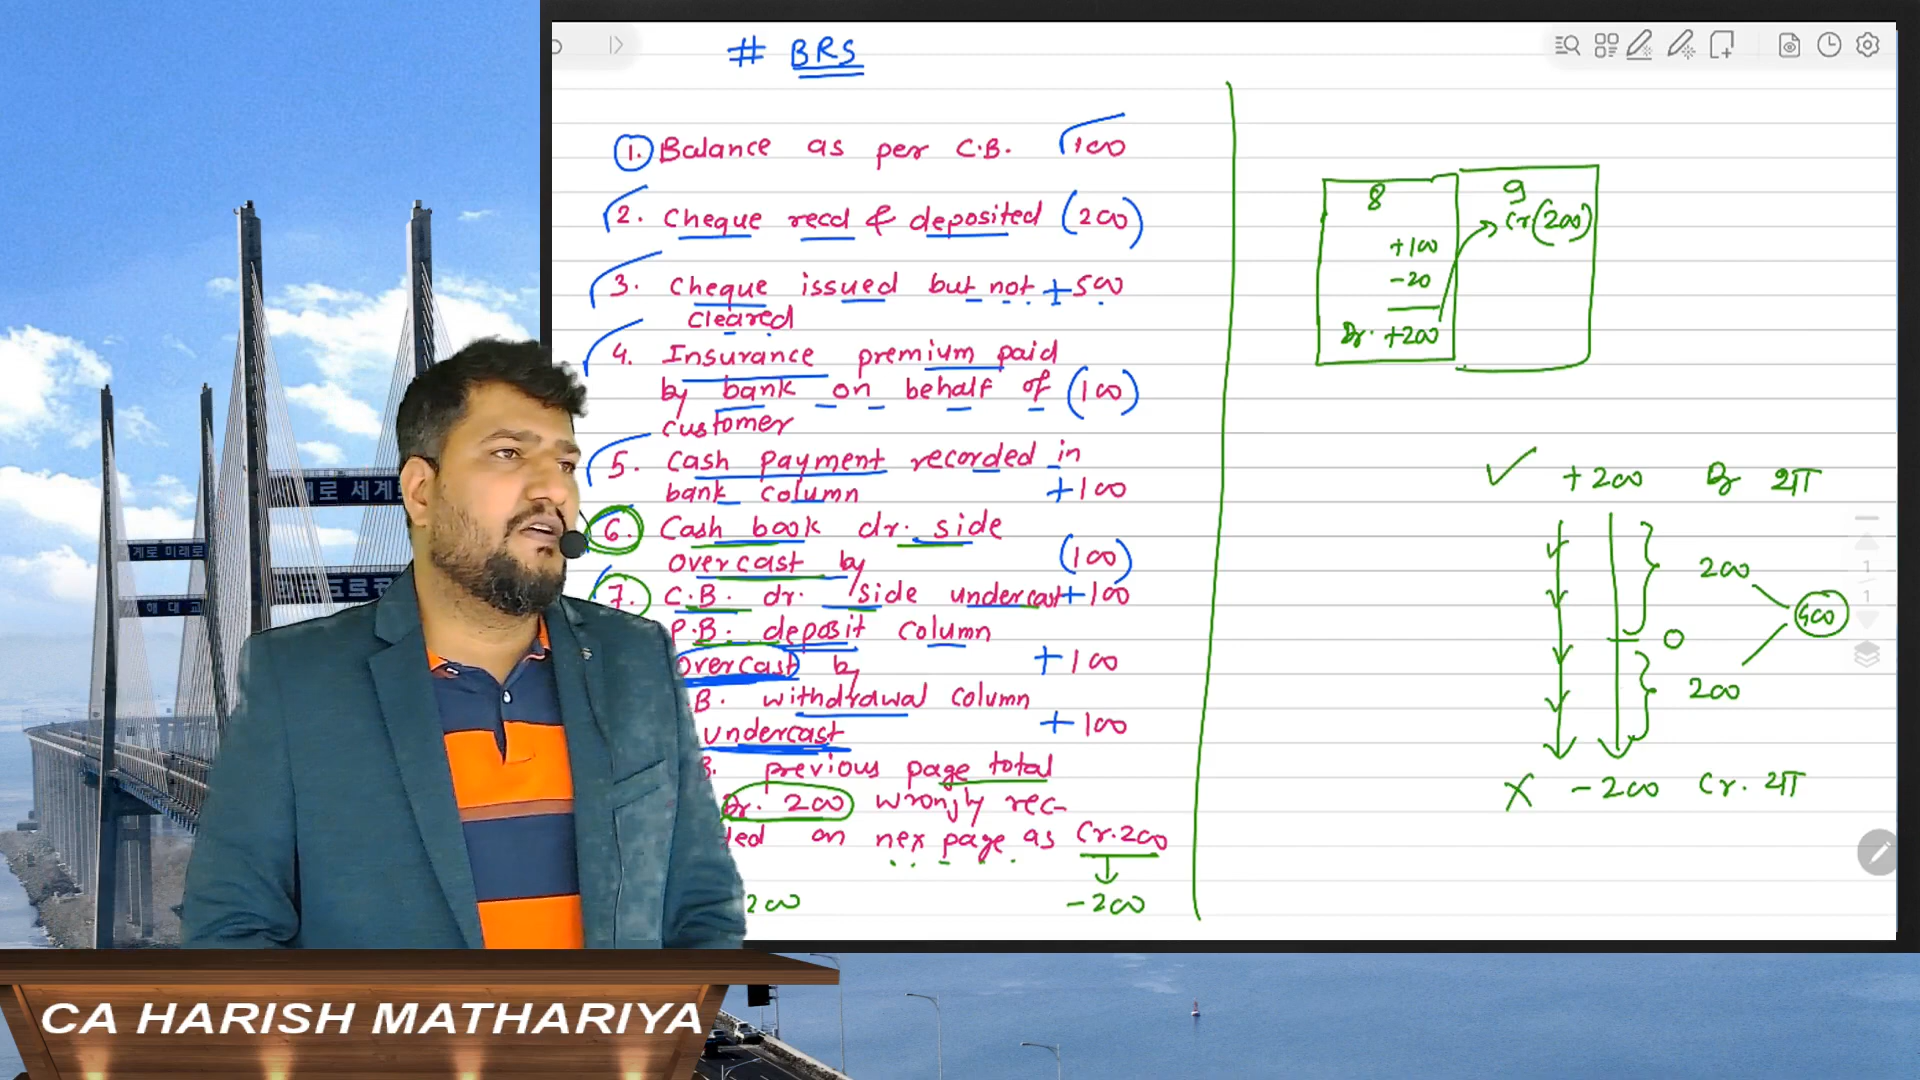 # BRS
1. Balance as per C.B. 100
2. Cheque recd & deposited (200)
3. Cheque issued but not +500
cleared
4. Insurance premium paid
by bank on behalf of (100)
customer
5. Cash payment recorded in
bank column +100
6. Cash book dr. side
overcast by (100)
7. C.B. dr. side undercast +100
P.B. deposit column
overcast by +100
B. withdrawal column
undercast +100
B. previous page total
Dr. 200 wrongly rec-
ded on nex page as Cr. 200
200 -200
8 9
Cr (200)
+100
-20
Dr. +200
+200 Dr
200
400
0
200
-200 Cr.
1
1
CA HARISH MATHARIYA